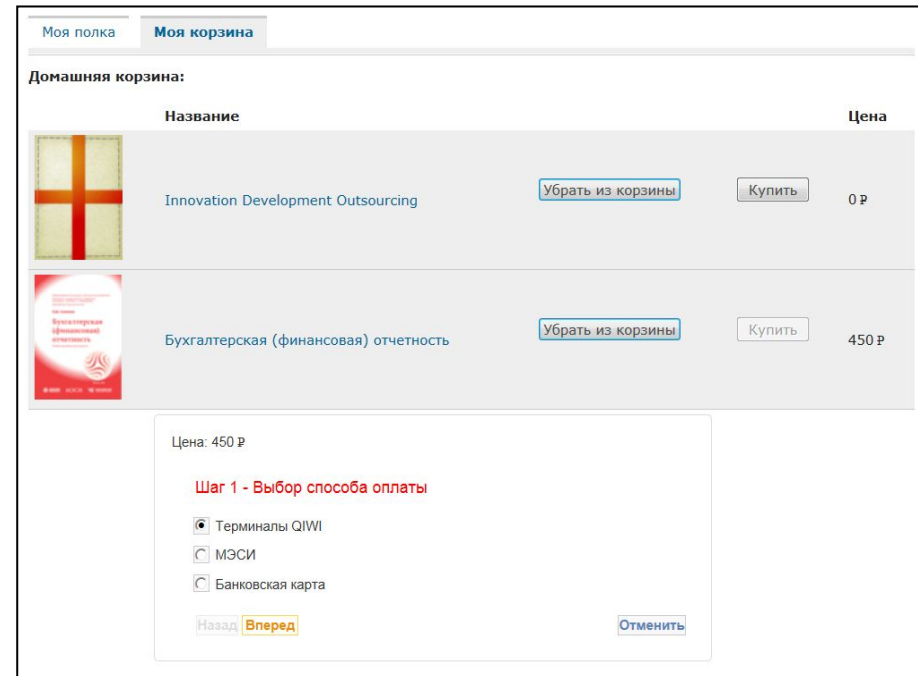 Моя полка Моя корзина
Домашняя корзина:
Название Цена
Innovation Development Outsourcing Убрать из корзины Купить 0 ₽
Бухгалтерская
(финансовая)
отчетность
Бухгалтерская (финансовая) отчетность Убрать из корзины Купить 450 ₽
Цена: 450 ₽
Шаг 1 - Выбор способа оплаты
Терминалы QIWI
МЭСИ
Банковская карта
Назад Вперед Отменить